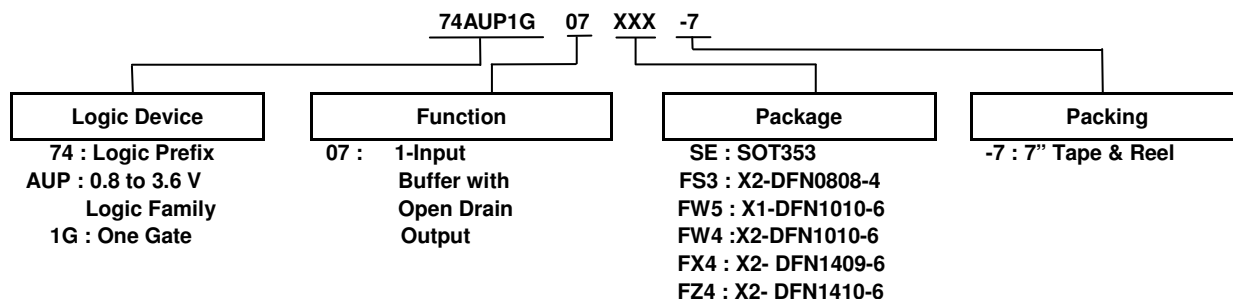 74AUP1G 07 XXX -7
Logic Device
74 : Logic Prefix
AUP : 0.8 to 3.6 V
Logic Family
1G : One Gate
Function
07 : 1-Input
Buffer with
Open Drain
Output
Package
SE : SOT353
FS3 : X2-DFN0808-4
FW5 : X1-DFN1010-6
FW4 :X2-DFN1010-6
FX4 : X2- DFN1409-6
FZ4 : X2- DFN1410-6
Packing
-7 : 7” Tape & Reel